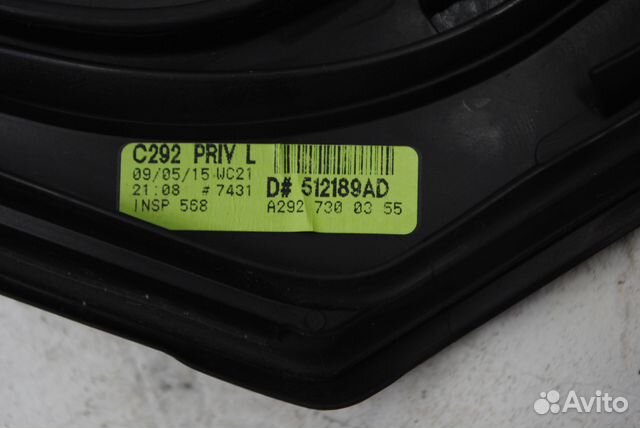 C292 PRIV L
09/05/15 WC21
21:08 #7431
INSP 568
D# 512189AD
A292 730 03 55
Avito